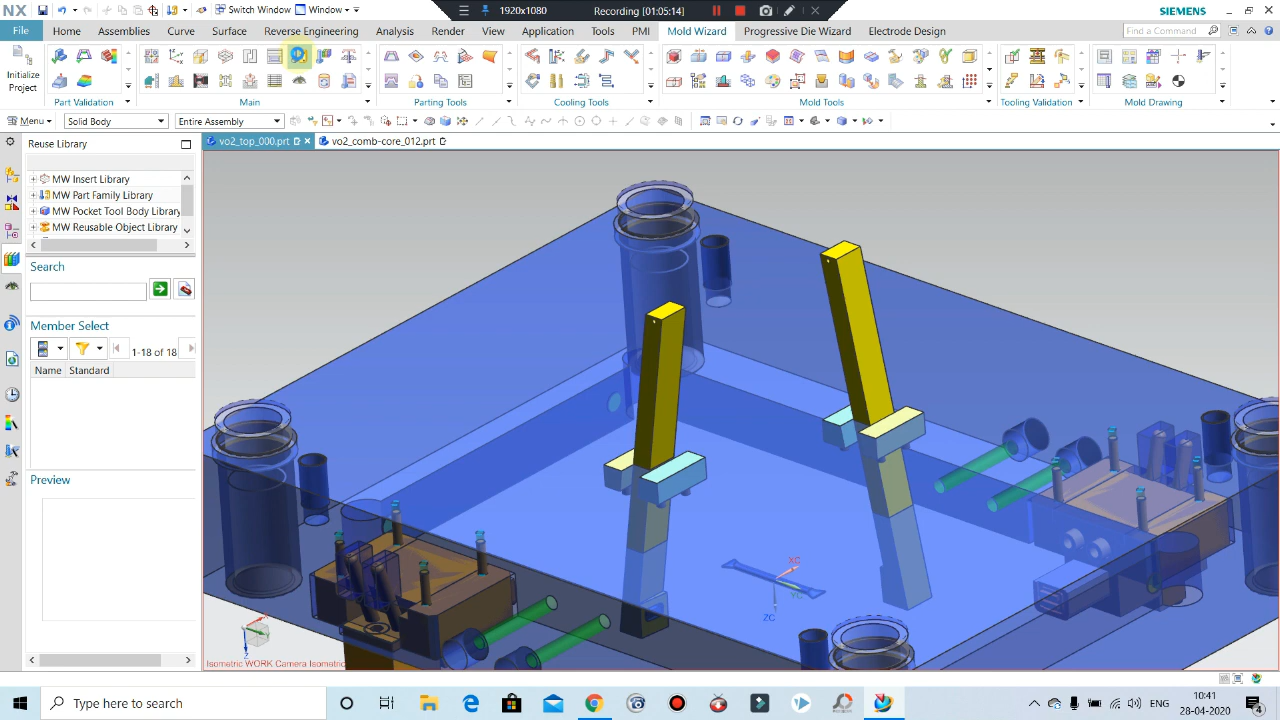 NX
Switch Window
Window
1920x1080
Recording [01:05:14]
SIEMENS
File
Home
Tools
Curve
Surface
Reverse Engineering
Analysis
Render
View
Application
Tools
PMI
Mold Wizard
Progressive Die Wizard
Electrode Design
Find a Command
Initialize
Project
Part Validation
Main
Parting Tools
Cooling Tools
Mold Tools
Tooling Validation
Mold Drawing
Menu
Solid Body
Entire Assembly
Reuse Library
vo2_top_000.prt
vo2_comb-core_012.prt
MW Insert Library
MW Part Family Library
MW Pocket Tool Body Library
MW Reusable Object Library
Search
Member Select
1-18 of 18
Name
Standard
Preview
XC
YC
ZC
Isometric WORK Camera Isometric
Type here to search
ENG
10:41
28-04-2020